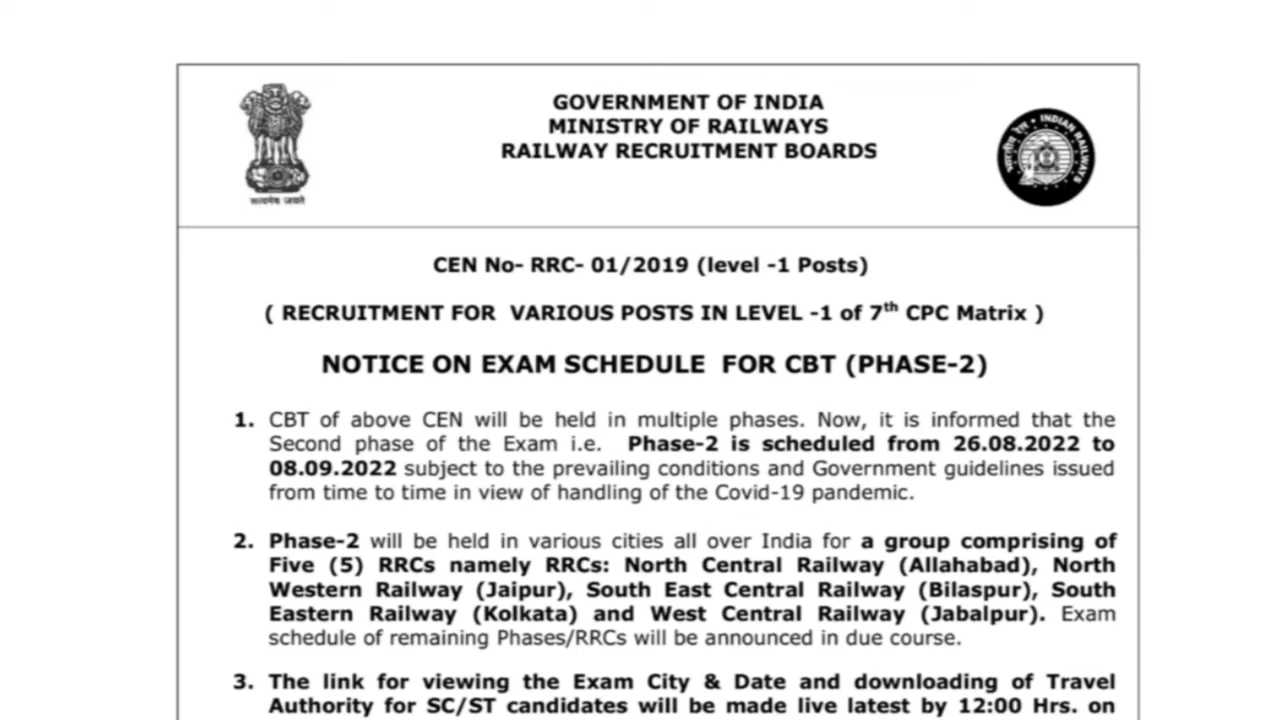 GOVERNMENT OF INDIA
MINISTRY OF RAILWAYS
RAILWAY RECRUITMENT BOARDS
सत्यमेव जयते
भारतीय रेल • INDIAN RAILWAYS
CEN No- RRC- 01/2019 (level -1 Posts)
( RECRUITMENT FOR VARIOUS POSTS IN LEVEL -1 of 7th CPC Matrix )
NOTICE ON EXAM SCHEDULE FOR CBT (PHASE-2)
1. CBT of above CEN will be held in multiple phases. Now, it is informed that the
Second phase of the Exam i.e. Phase-2 is scheduled from 26.08.2022 to
08.09.2022 subject to the prevailing conditions and Government guidelines issued
from time to time in view of handling of the Covid-19 pandemic.
2. Phase-2 will be held in various cities all over India for a group comprising of
Five (5) RRCs namely RRCs: North Central Railway (Allahabad), North
Western Railway (Jaipur), South East Central Railway (Bilaspur), South
Eastern Railway (Kolkata) and West Central Railway (Jabalpur). Exam
schedule of remaining Phases/RRCs will be announced in due course.
3. The link for viewing the Exam City & Date and downloading of Travel
Authority for SC/ST candidates will be made live latest by 12:00 Hrs. on